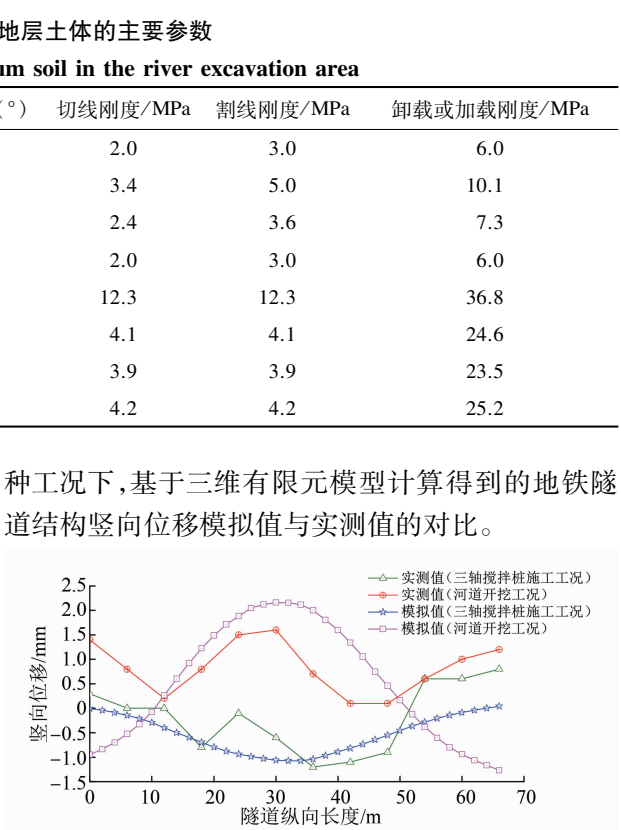 地层土体的主要参数
um soil in the river excavation area
(°) 切线刚度/MPa 割线刚度/MPa 卸载或加载刚度/MPa
2.0 3.0 6.0
3.4 5.0 10.1
2.4 3.6 7.3
2.0 3.0 6.0
12.3 12.3 36.8
4.1 4.1 24.6
3.9 3.9 23.5
4.2 4.2 25.2
种工况下,基于三维有限元模型计算得到的地铁隧
道结构竖向位移模拟值与实测值的对比。
实测值(三轴搅拌桩施工工况)
实测值(河道开挖工况)
模拟值(三轴搅拌桩施工工况)
模拟值(河道开挖工况)
竖向位移/mm
2.5
2.0
1.5
1.0
0.5
0
−0.5
−1.0
−1.5
0 10 20 30 40 50 60 70
隧道纵向长度/m